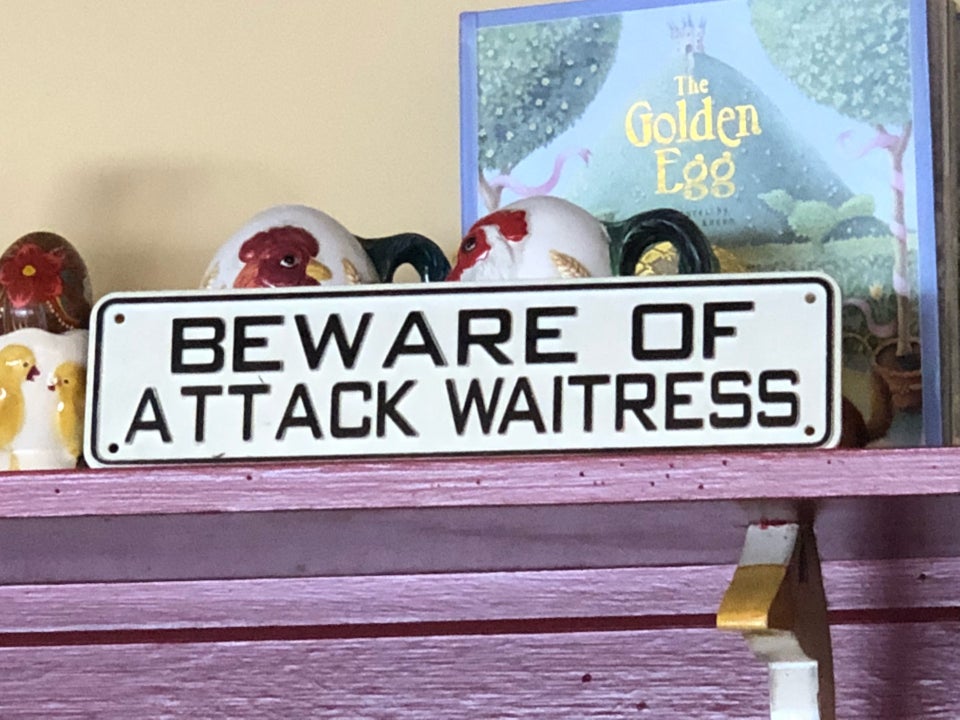 The
Golden
Egg
BEWARE OF
ATTACK WAITRESS